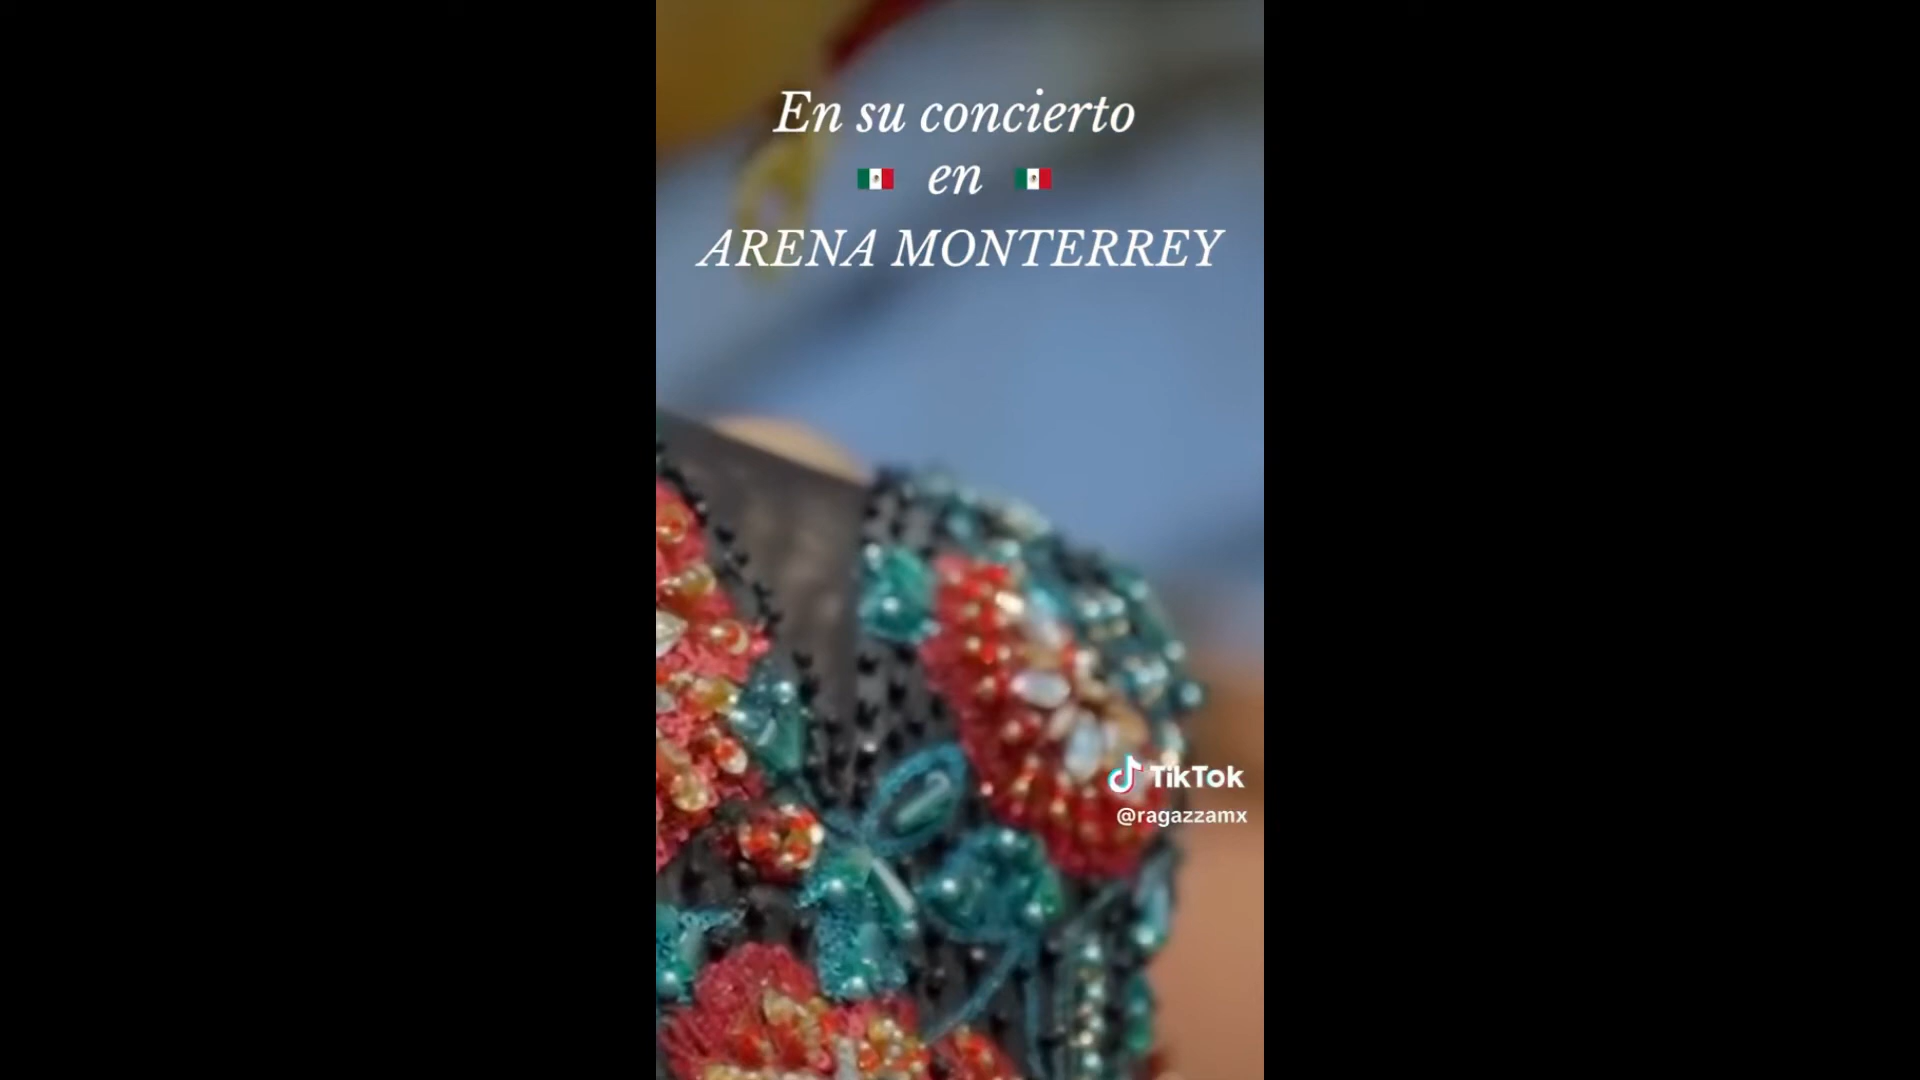 En su concierto
en
ARENA MONTERREY
TikTok
@ragazzamx